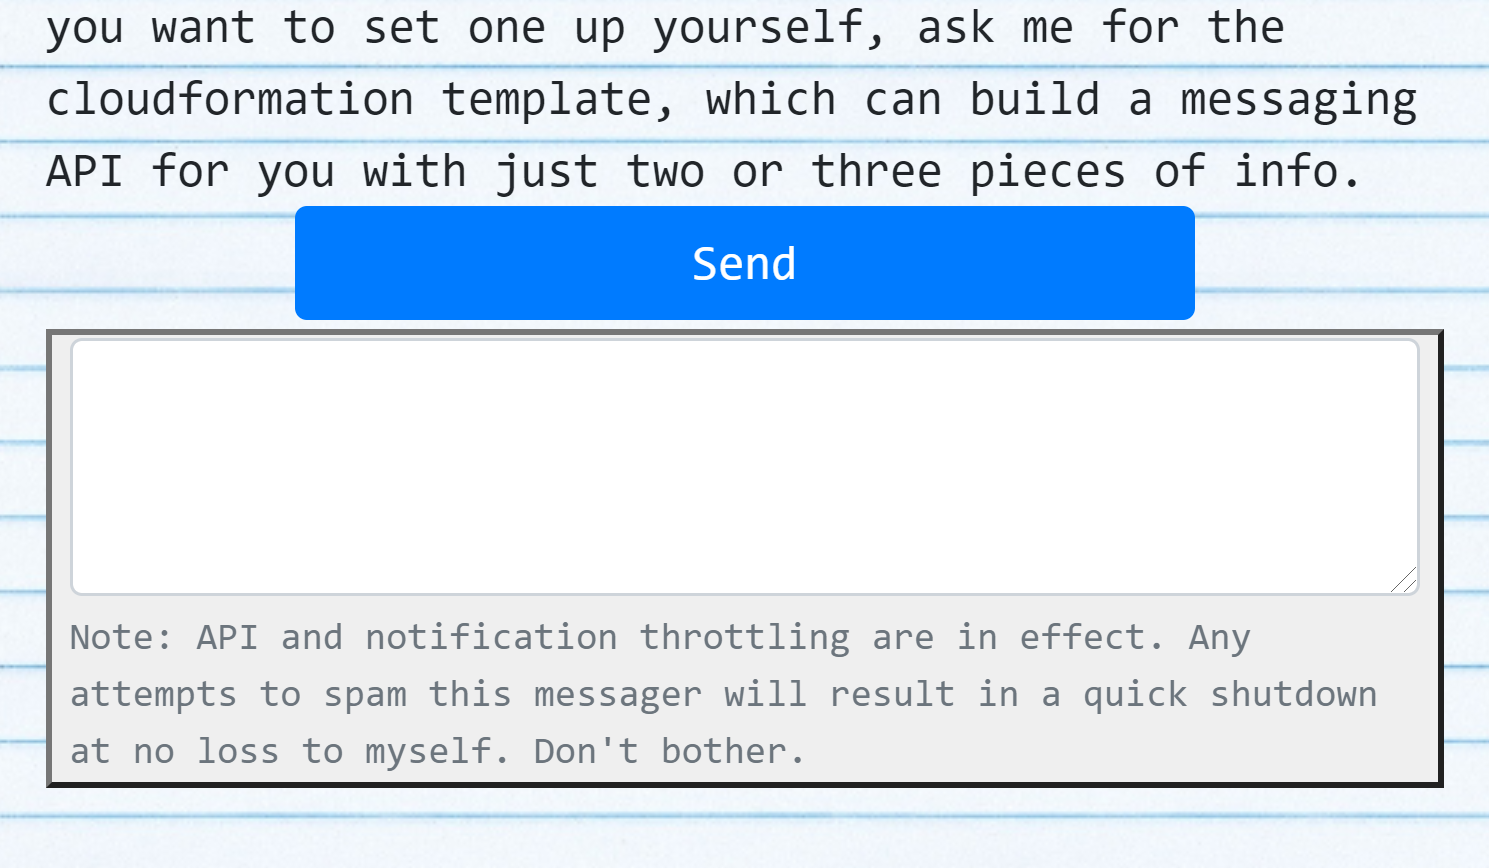 you want to set one up yourself, ask me for the
cloudformation template, which can build a messaging
API for you with just two or three pieces of info.
Send
Note: API and notification throttling are in effect. Any
attempts to spam this messager will result in a quick shutdown
at no loss to myself. Don't bother.